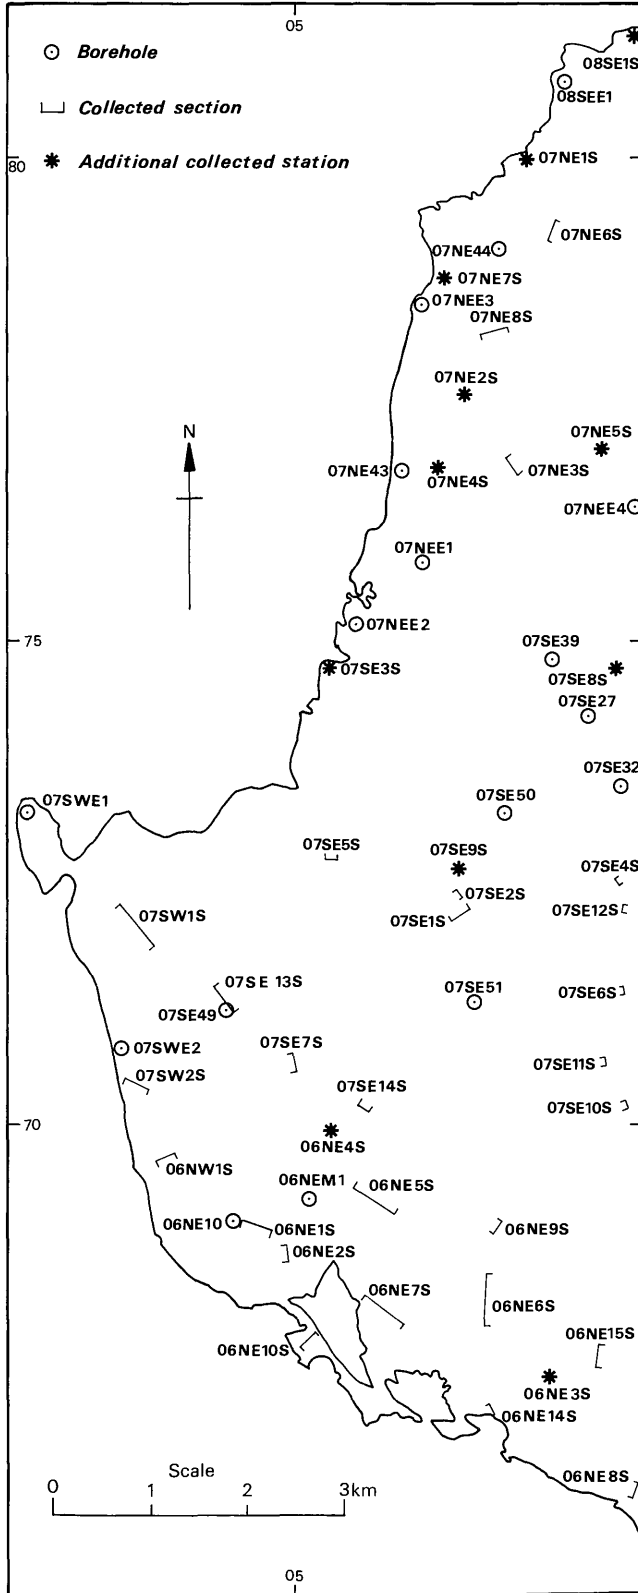 05
Borehole
Collected section
Additional collected station
08SE1S
08SEE1
80
07NE1S
07NE6S
07NE44
07NE7S
07NEE3
07NE8S
07NE2S
N
07NE5S
07NE43
07NE4S
07NE3S
07NEE4
07NEE1
07NEE2
75
07SE39
07SE3S
07SE8S
07SE27
07SE32
07SWE1
07SE50
07SE5S
07SE9S
07SE4S
07SE2S
07SE1S
07SE12S
07SW1S
07SE 13S
07SE51
07SE6S
07SE49
07SE7S
07SWE2
07SE11S
07SW2S
07SE14S
07SE10S
70
06NE4S
06NW1S
06NEM1
06NE5S
06NE10
06NE1S
06NE9S
06NE2S
06NE7S
06NE6S
06NE15S
06NE10S
06NE3S
06NE14S
Scale
06NE8S
0 1 2 3km
05